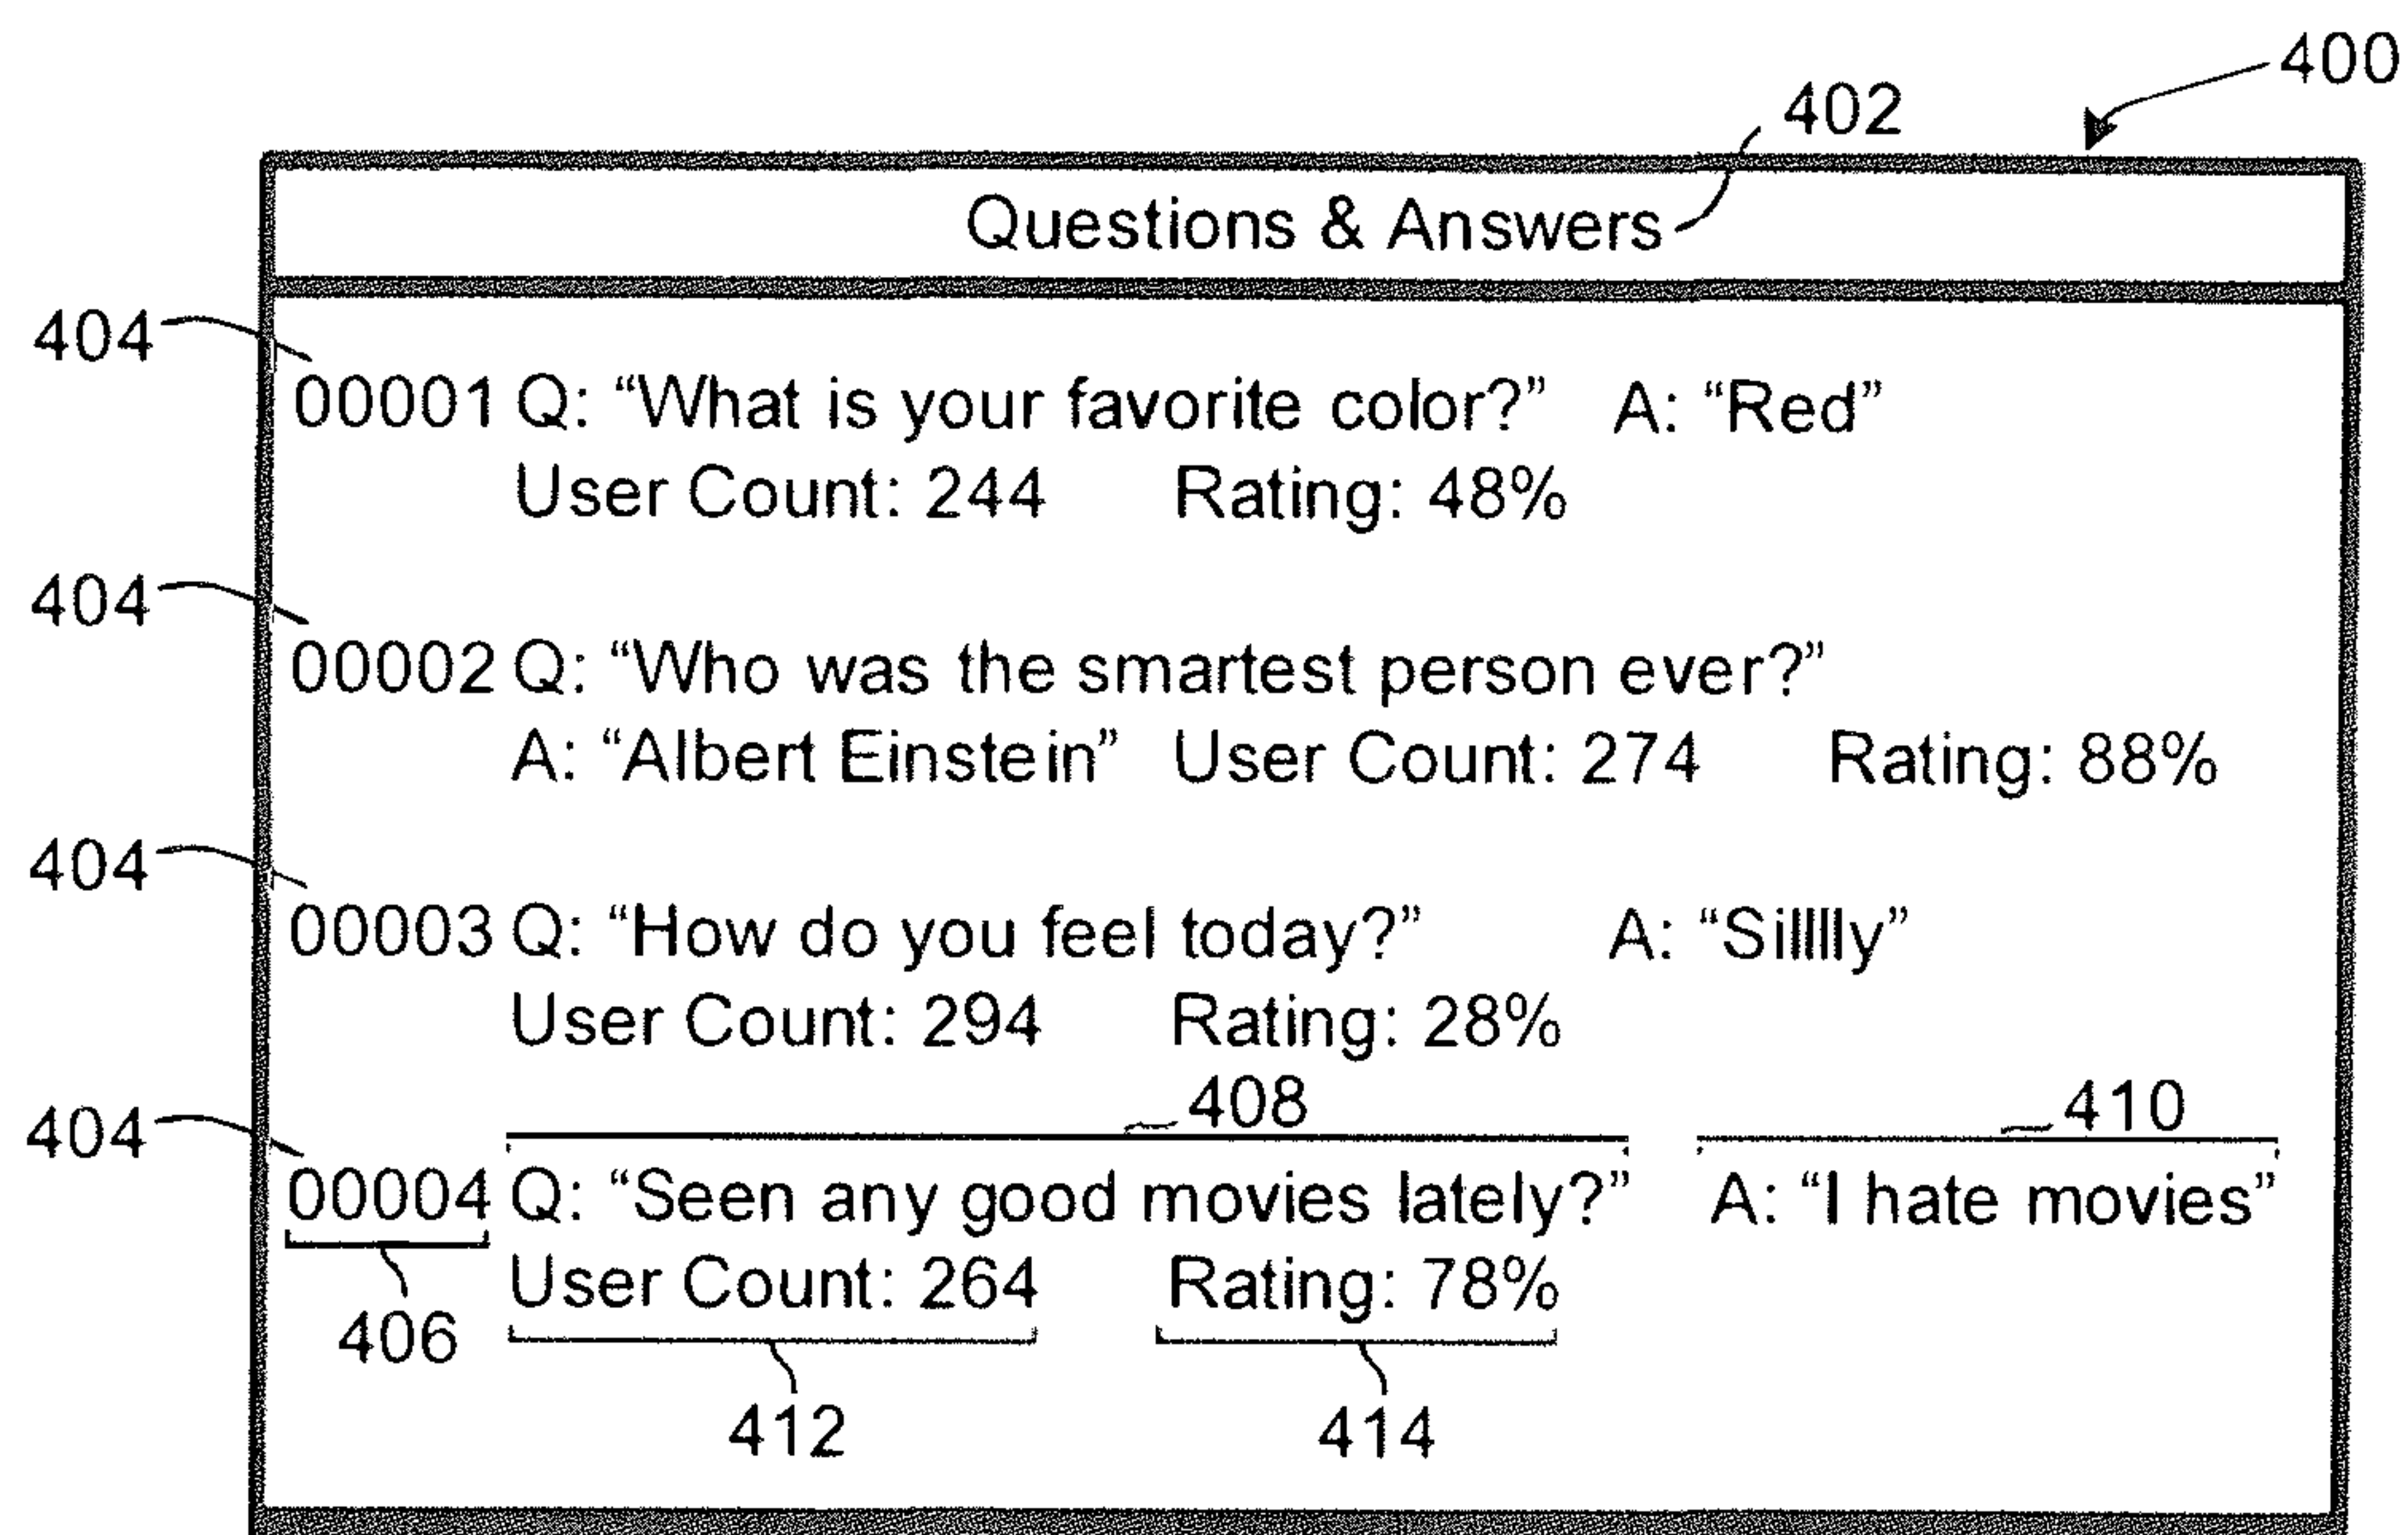 400
402
Questions & Answers
404
00001 Q: “What is your favorite color?” A: “Red”
User Count: 244 Rating: 48%
404
00002 Q: “Who was the smartest person ever?”
A: “Albert Einstein” User Count: 274 Rating: 88%
404
00003 Q: “How do you feel today?” A: “Silllly”
User Count: 294 Rating: 28%
408
410
404
00004 Q: “Seen any good movies lately?” A: “I hate movies”
User Count: 264 Rating: 78%
406
412
414